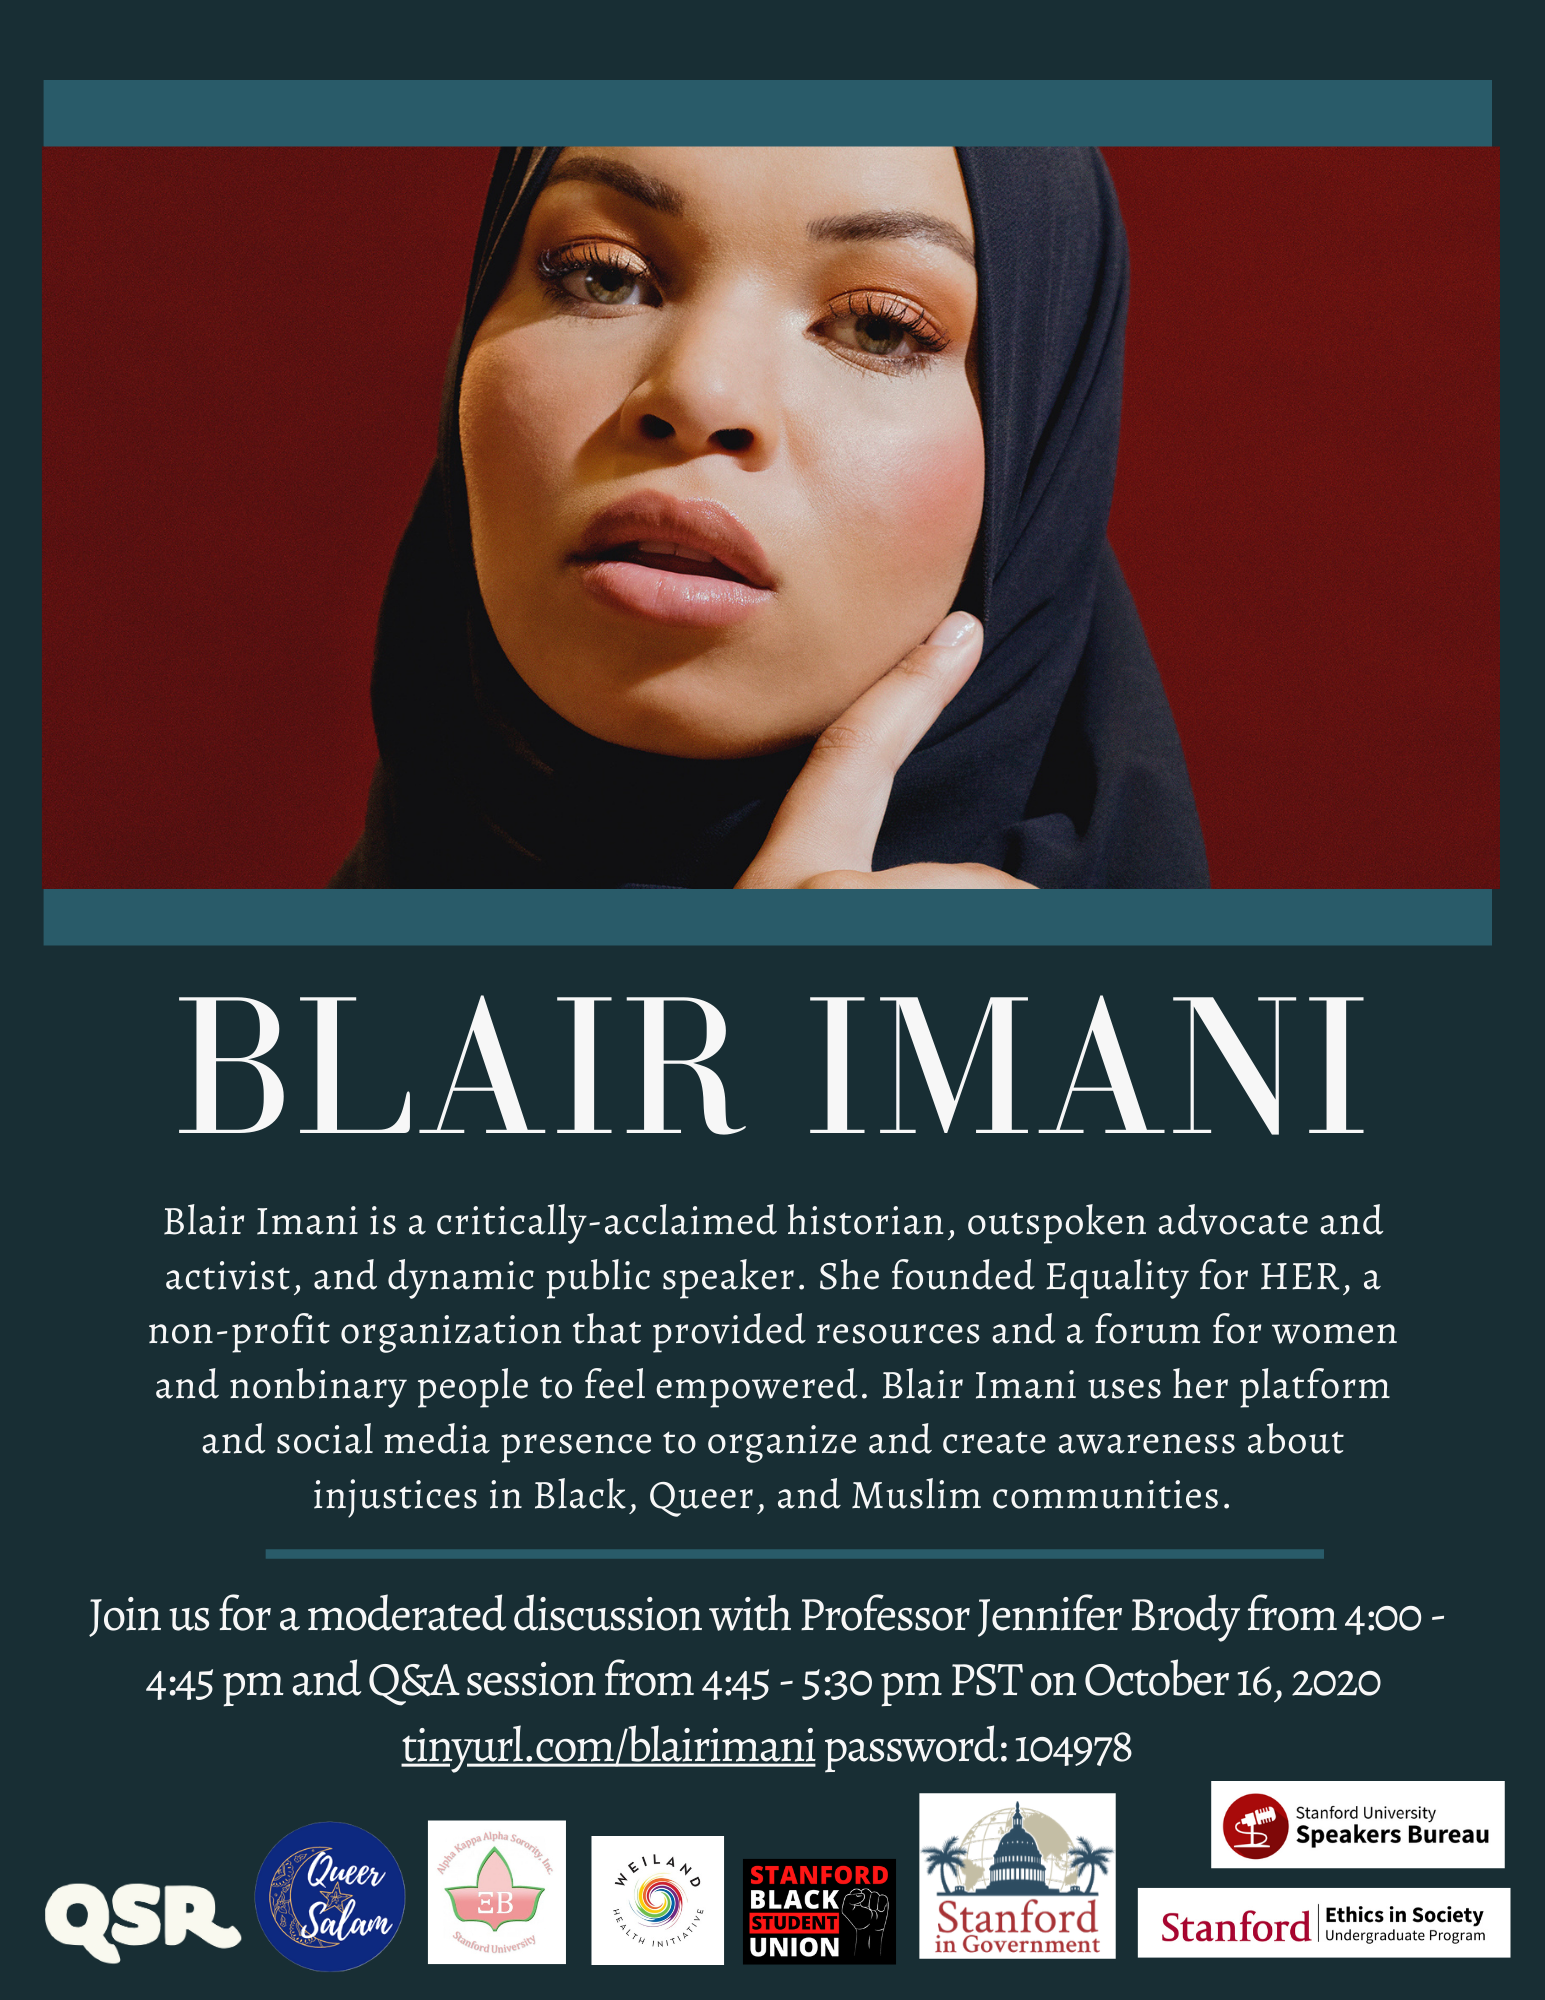 BLAIR IMANI
Blair Imani is a critically-acclaimed historian, outspoken advocate and
activist, and dynamic public speaker. She founded Equality for HER, a
non-profit organization that provided resources and a forum for women
and nonbinary people to feel empowered. Blair Imani uses her platform
and social media presence to organize and create awareness about
injustices in Black, Queer, and Muslim communities.
Join us for a moderated discussion with Professor Jennifer Brody from 4:00 -
4:45 pm and Q&A session from 4:45 - 5:30 pm PST on October 16, 2020
tinyurl.com/blairimani password: 104978
QSR
Queer
Salam
Alpha Kappa Alpha Sorority, Inc.
ΞB
Stanford University
WEILAND
HEALTH INITIATIVE
STANFORD
BLACK
STUDENT
UNION
Stanford
in Government
Stanford University
Speakers Bureau
Stanford
Ethics in Society
Undergraduate Program